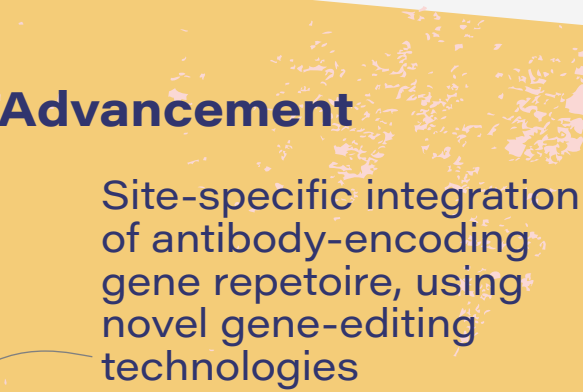 Advancement
Site-specific integration
of antibody-encoding
gene repetoire, using
novel gene-editing
technologies